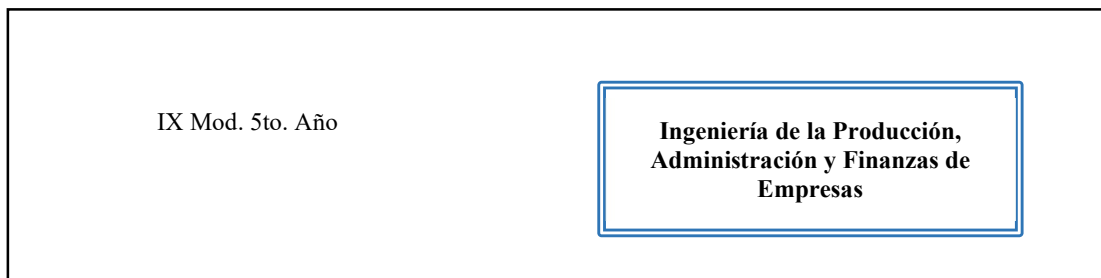 IX Mod. 5to. Año
Ingeniería de la Producción,
Administración y Finanzas de
Empresas